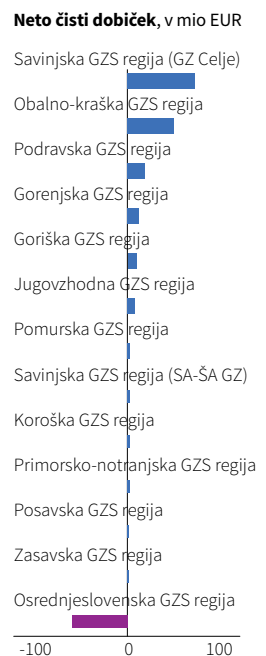 Neto čisti dobiček, v mio EUR
Savinjska GZS regija (GZ Celje)
Obalno-kraška GZS regija
Podravska GZS regija
Gorenjska GZS regija
Goriška GZS regija
Jugovzhodna GZS regija
Pomurska GZS regija
Savinjska GZS regija (SA-ŠA GZ)
Koroška GZS regija
Primorsko-notranjska GZS regija
Posavska GZS regija
Zasavska GZS regija
Osrednjeslovenska GZS regija
-100 0 100